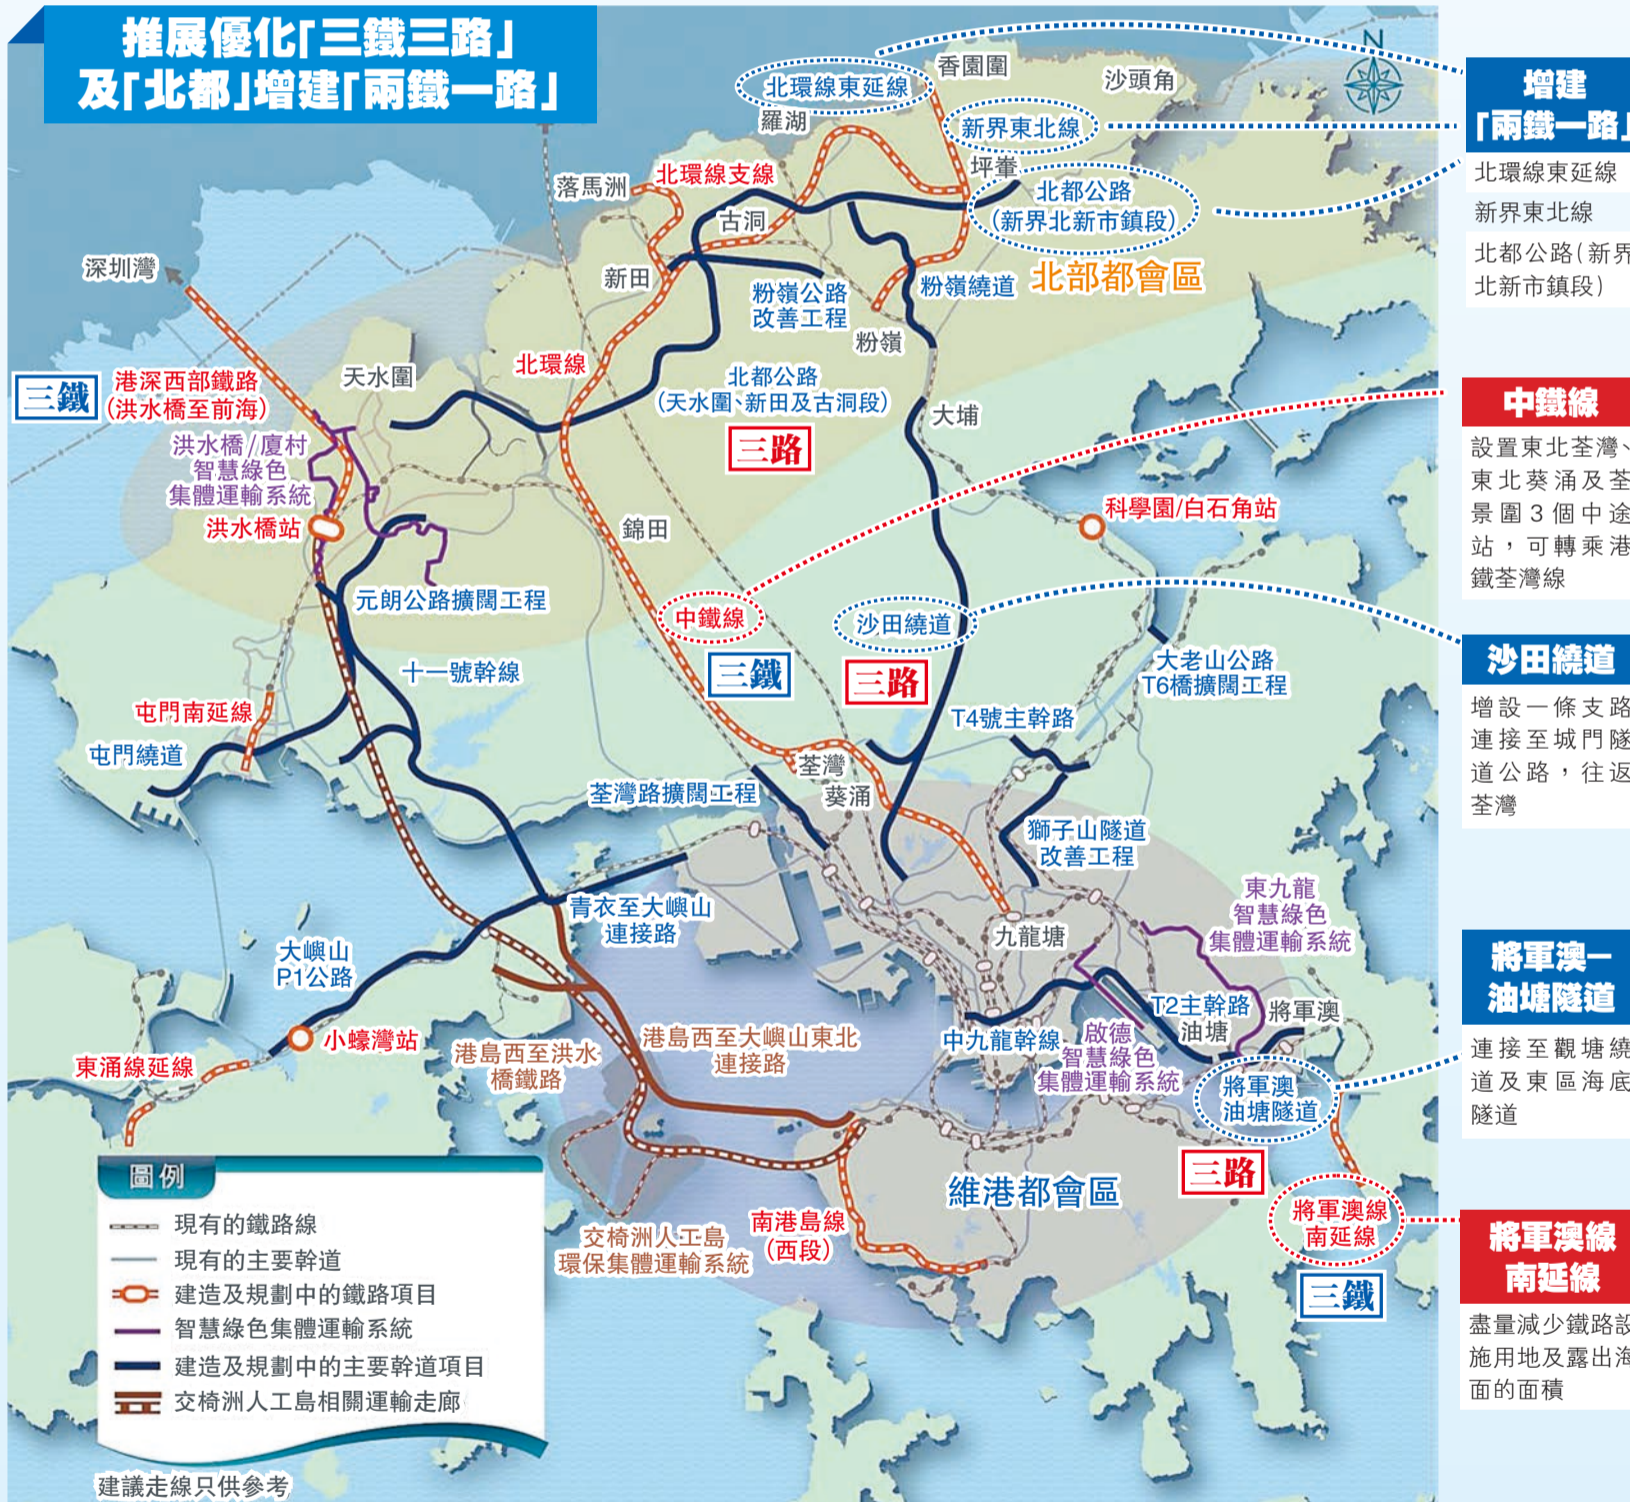 推展優化「三鐵三路」
及「北都」增建「兩鐵一路」
N
北環線東延線
香園圍
沙頭角
羅湖
新界東北線
坪輋
落馬洲
北環線支線
北都公路
(新界北新市鎮段)
古洞
深圳灣
新田
粉嶺公路
改善工程
粉嶺繞道
北部都會區
粉嶺
北環線
三鐵
港深西部鐵路
(洪水橋至前海)
天水圍
北都公路
(天水圍、新田及古洞段)
三路
大埔
洪水橋/廈村
智慧綠色
集體運輸系統
洪水橋站
錦田
科學園/白石角站
元朗公路擴闊工程
中鐵線
沙田繞道
三鐵
三路
大老山公路
T6橋擴闊工程
十一號幹線
屯門南延線
屯門繞道
T4號主幹路
荃灣
荃灣路擴闊工程
葵涌
獅子山隧道
改善工程
青衣至大嶼山
連接路
東九龍
智慧綠色
集體運輸系統
九龍塘
大嶼山
P1公路
T2主幹路
油塘
將軍澳
小蠔灣站
東涌線延線
港島西至洪水
橋鐵路
港島西至大嶼山東北
連接路
中九龍幹線
啟德
智慧綠色
集體運輸系統
將軍澳
油塘隧道
三路
維港都會區
交椅洲人工島
環保集體運輸系統
南港島線
(西段)
將軍澳線
南延線
三鐵
圖例
現有的鐵路線
現有的主要幹道
建造及規劃中的鐵路項目
智慧綠色集體運輸系統
建造及規劃中的主要幹道項目
交椅洲人工島相關運輸走廊
建議走線只供參考
增建
「兩鐵一路」
北環線東延線
新界東北線
北都公路(新界
北新市鎮段)
中鐵線
設置東北荃灣、
東北葵涌及荃
景圍3個中途
站，可轉乘港
鐵荃灣線
沙田繞道
增設一條支路
連接至城門隧
道公路，往返
荃灣
將軍澳—
油塘隧道
連接至觀塘繞
道及東區海底
隧道
將軍澳線
南延線
盡量減少鐵路設
施用地及露出海
面的面積